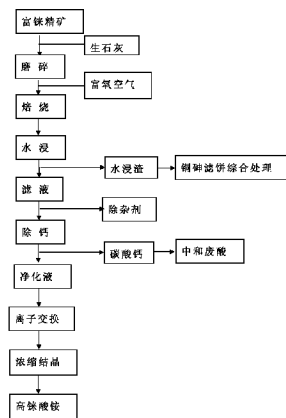 富铼精矿
生石灰
磨碎
富氧空气
焙烧
水浸
水浸渣
铜砷滤饼综合处理
滤液
除杂剂
除钙
碳酸钙
中和废酸
净化液
离子交换
浓缩结晶
高铼酸铵